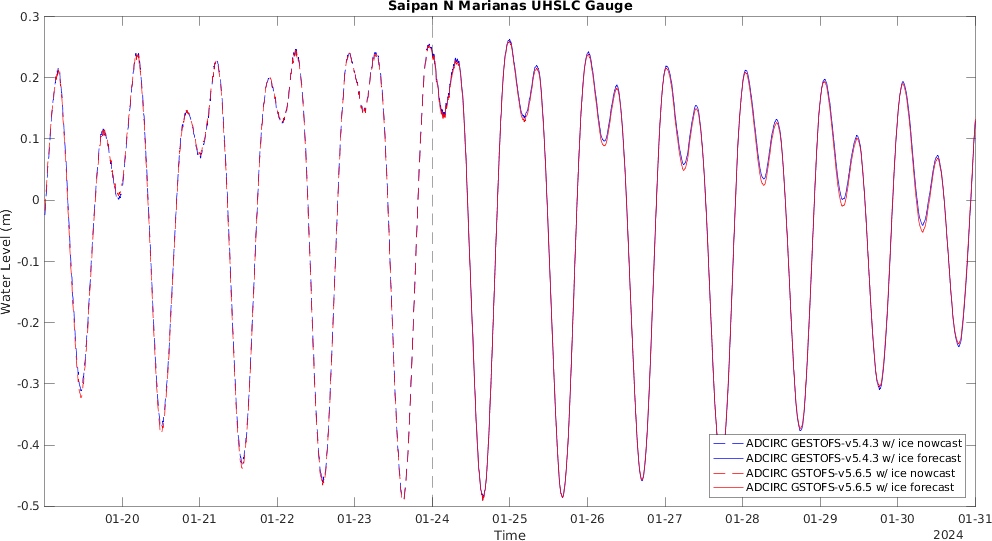 Saipan N Marianas UHSLC Gauge
0.3
0.2
0.1
0
-0.1
-0.2
-0.3
-0.4
-0.5
Water Level (m)
ADCIRC GESTOFS-v5.4.3 w/ ice nowcast
ADCIRC GESTOFS-v5.4.3 w/ ice forecast
ADCIRC GSTOFS-v5.6.5 w/ ice nowcast
ADCIRC GSTOFS-v5.6.5 w/ ice forecast
01-20 01-21 01-22 01-23 01-24 01-25 01-26 01-27 01-28 01-29 01-30 01-31
Time
2024